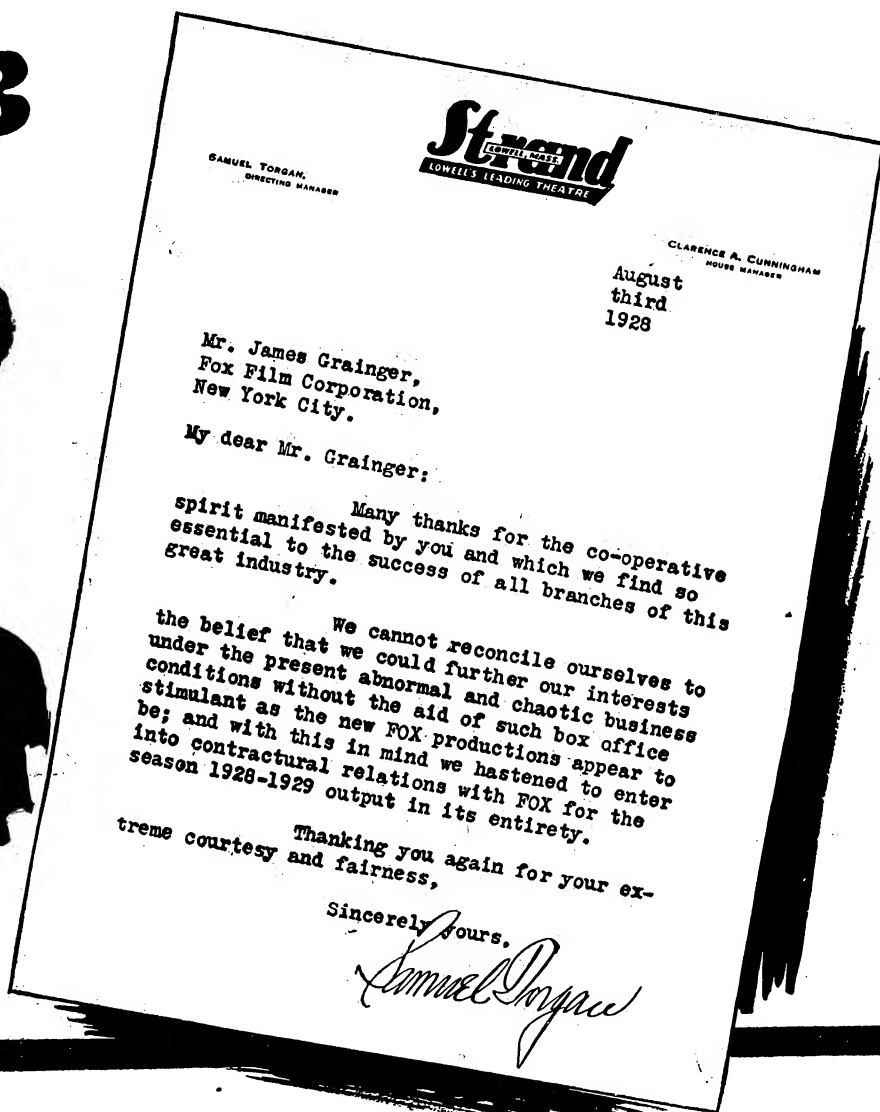 Strand
LOWELL, MASS.
LOWELL'S LEADING THEATRE
SAMUEL TORGAN,
DIRECTING MANAGER
CLARENCE A. CUNNINGHAM
HOUSE MANAGER
August
third
1928
Mr. James Grainger,
Fox Film Corporation,
New York City.
My dear Mr. Grainger:
Many thanks for the co-operative
spirit manifested by you and which we find so
essential to the success of all branches of this
great industry.
We cannot reconcile ourselves to
the belief that we could further our interests
under the present abnormal and chaotic business
conditions without the aid of such box office
stimulant as the new FOX productions appear to
be; and with this in mind we hastened to enter
into contractural relations with FOX for the
season 1928-1929 output in its entirety.
Thanking you again for your ex-
treme courtesy and fairness,
Sincerely yours,
Samuel Torgan